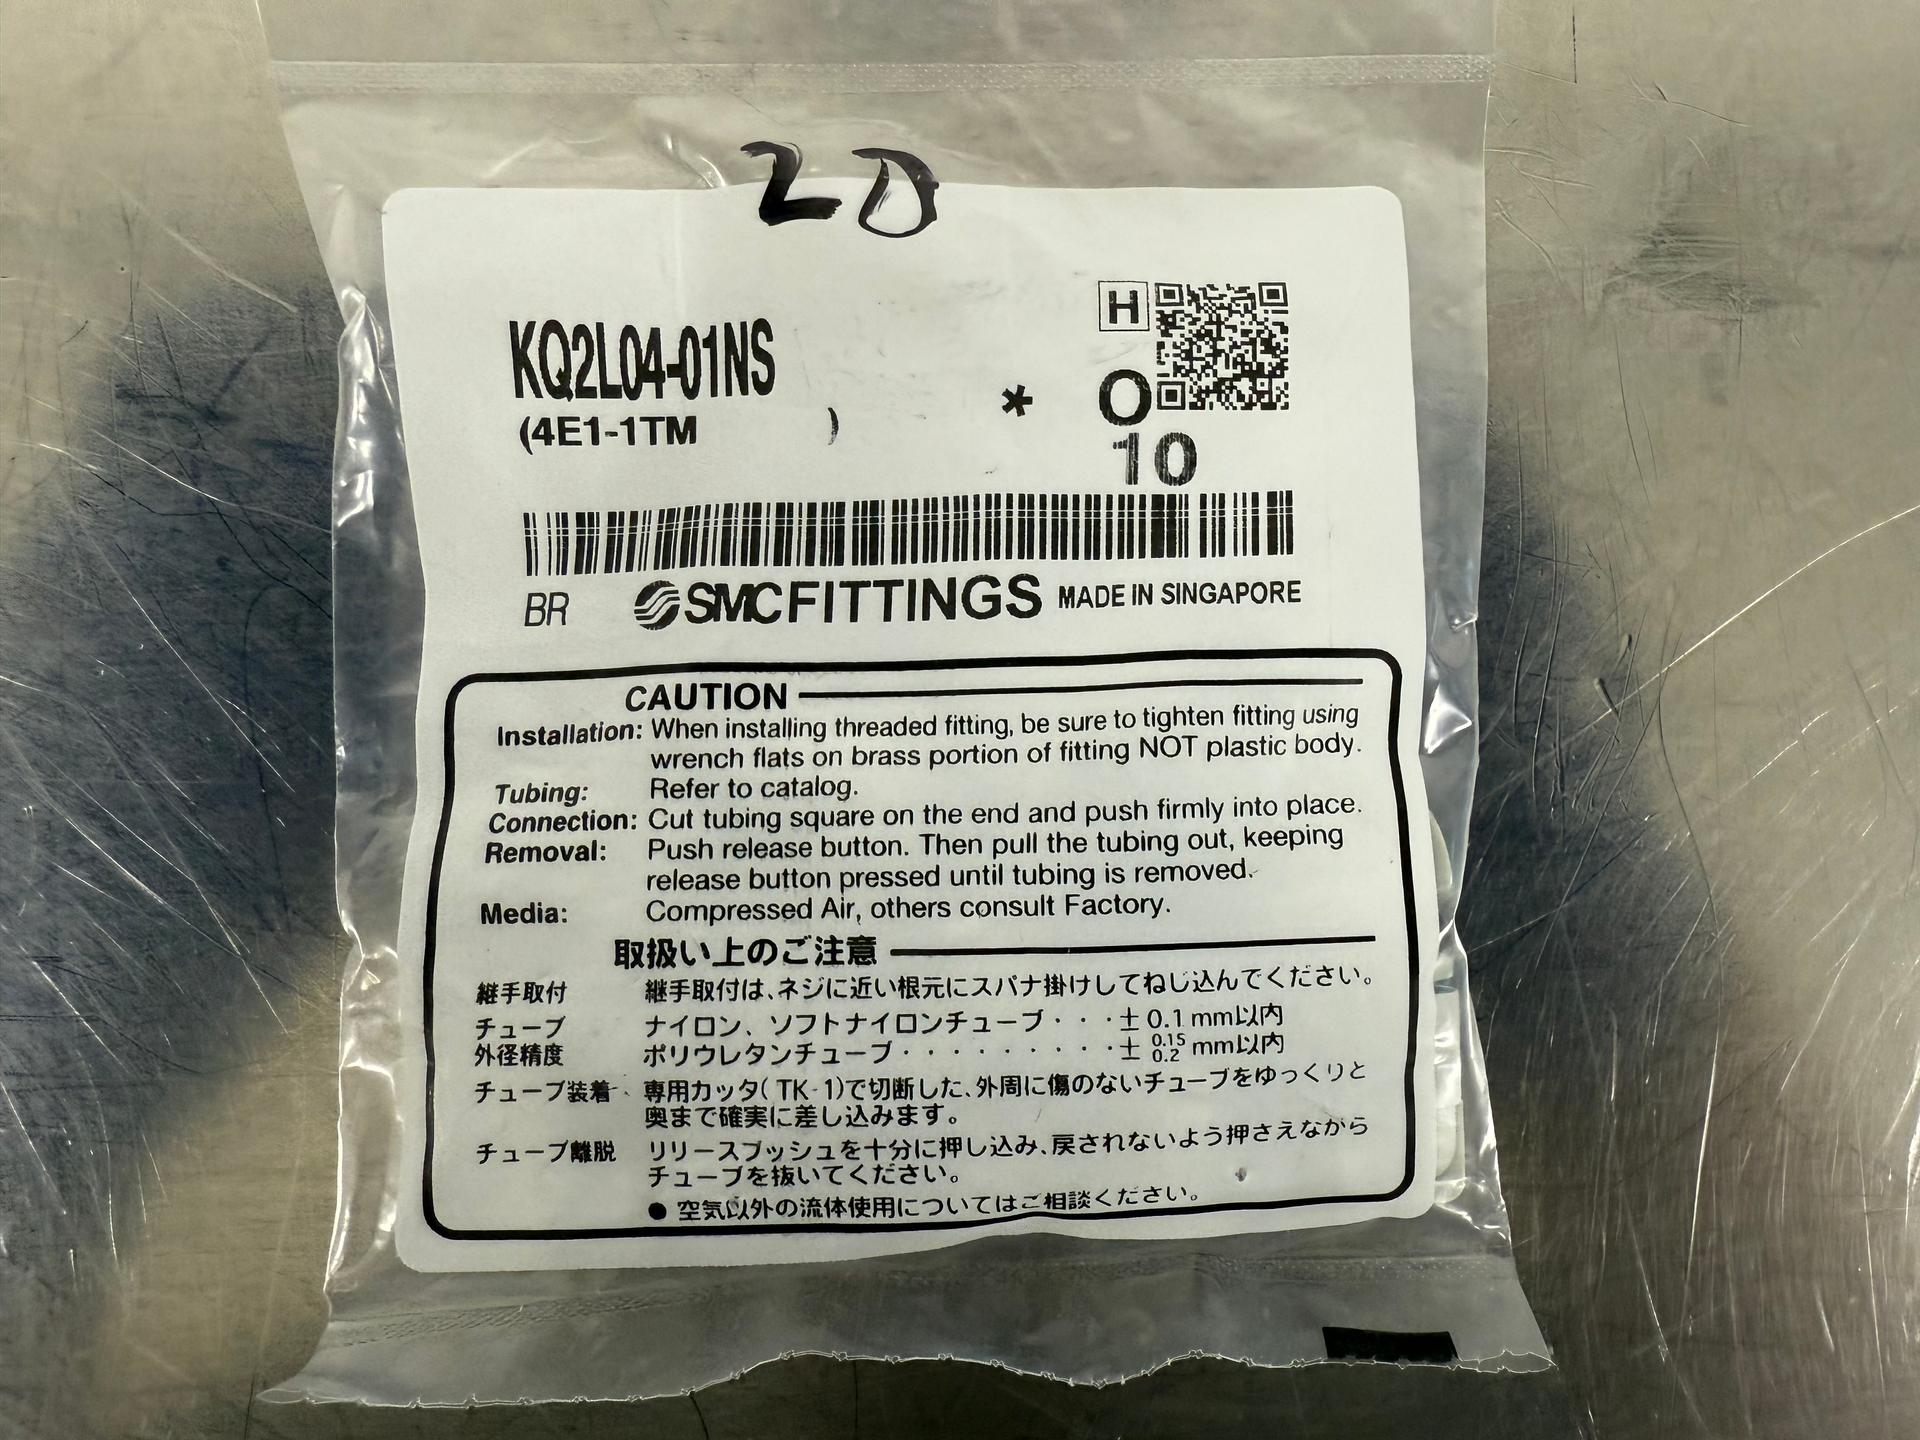 20
H
KQ2L04-01NS
* O
(4E1-1TM )
10
BR SMC FITTINGS MADE IN SINGAPORE
CAUTION
Installation: When installing threaded fitting, be sure to tighten fitting using
wrench flats on brass portion of fitting NOT plastic body.
Tubing: Refer to catalog.
Connection: Cut tubing square on the end and push firmly into place.
Removal: Push release button. Then pull the tubing out, keeping
release button pressed until tubing is removed.
Media: Compressed Air, others consult Factory.
取扱い上のご注意
継手取付 継手取付は、ネジに近い根元にスパナ掛けしてねじ込んでください。
チューブ ナイロン、ソフトナイロンチューブ・・・± 0.1 mm以内
外径精度 ポリウレタンチューブ・・・・・・・・・± 0.15 0.2 mm以内
チューブ装着 専用カッタ(TK-1)で切断した、外周に傷のないチューブをゆっくりと
奥まで確実に差し込みます。
チューブ離脱 リリースプッシュを十分に押し込み、戻されないよう押さえながら
チューブを抜いてください。
● 空気以外の流体使用についてはご相談ください。